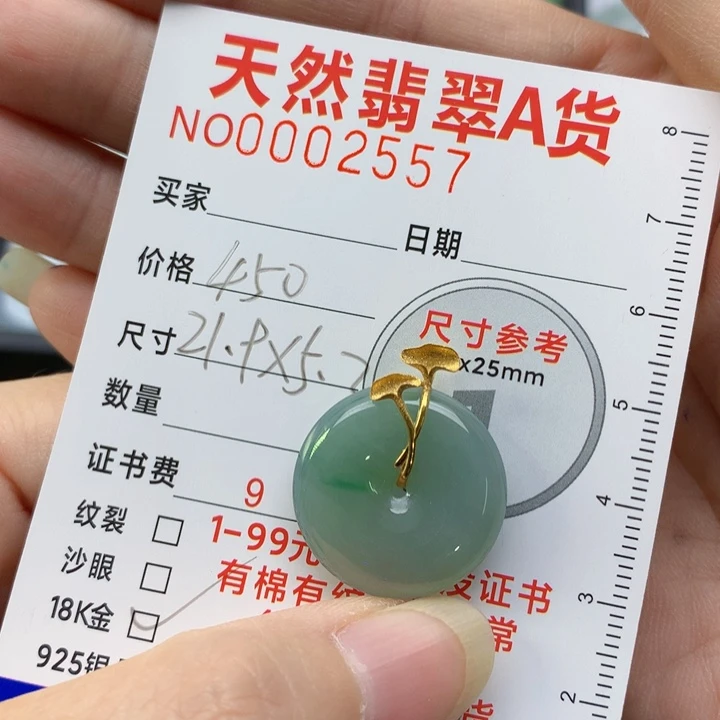 天然翡翠A货
NO0002557
买家
日期
价格 1450
尺寸 21.9X5.7
尺寸参考
x25mm
数量
证书费 9
纹裂
1-99元
沙眼
有棉有 发证书
18K金
常
925银
8
7
6
5
4
3
2